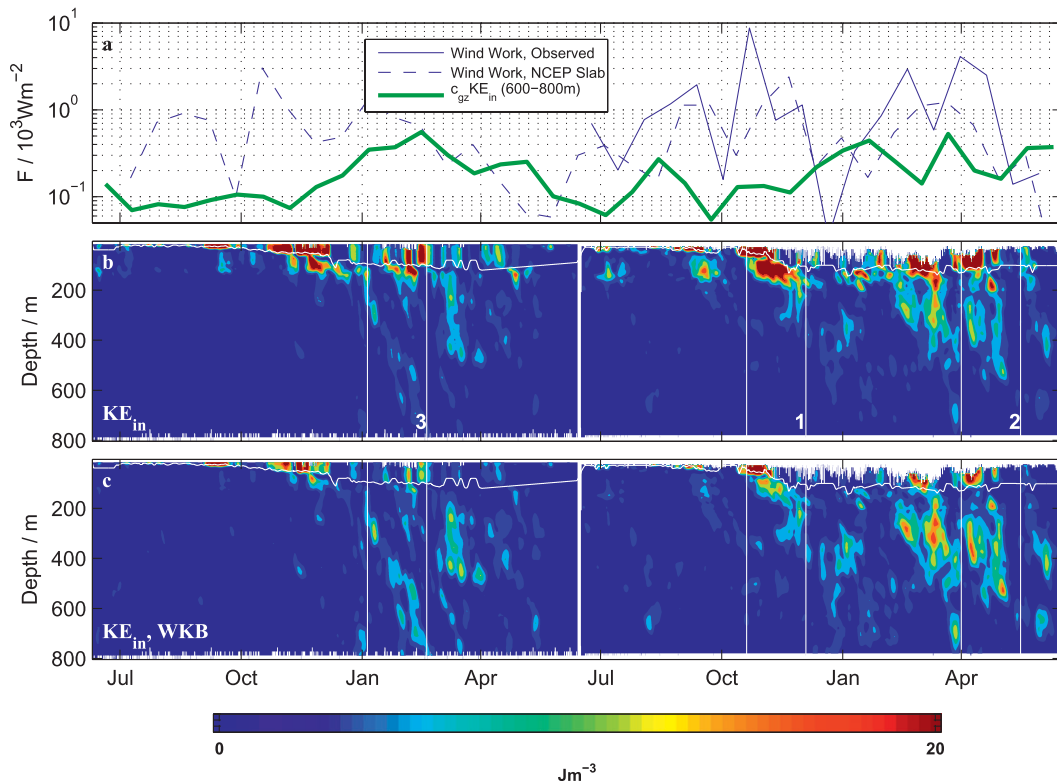 a
F / 10³Wm⁻²
10¹
10⁰
10⁻¹
Wind Work, Observed
Wind Work, NCEP Slab
c_gz KE_in (600−800m)
b
Depth / m
200
400
600
800
KE_in
3
1
2
c
Depth / m
200
400
600
800
KE_in, WKB
Jul Oct Jan Apr Jul Oct Jan Apr
0 20
Jm⁻³